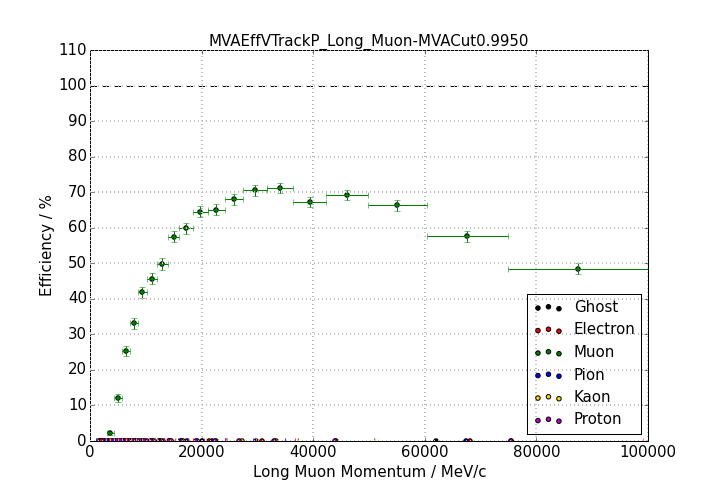 MVAEffVTrackP_Long_Muon-MVACut0.9950
110
100
90
80
70
60
50
40
30
20
10
0
Efficiency / %
Ghost
Electron
Muon
Pion
Kaon
Proton
0 20000 40000 60000 80000 100000
Long Muon Momentum / MeV/c